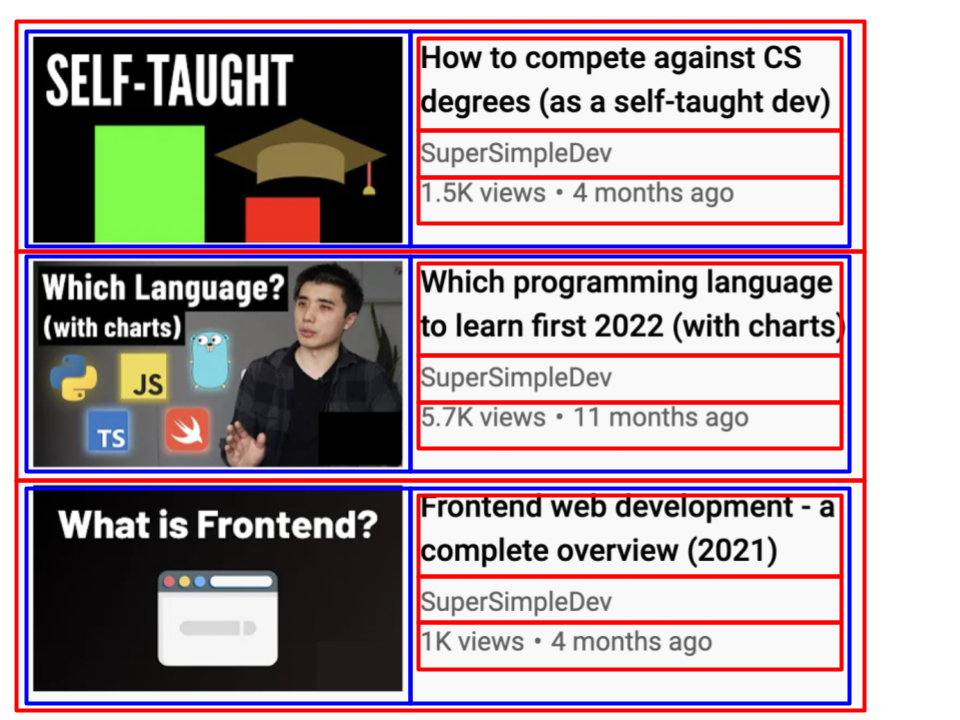 SELF-TAUGHT
How to compete against CS
degrees (as a self-taught dev)
SuperSimpleDev
1.5K views • 4 months ago
Which Language?
(with charts)
JS
TS
Which programming language
to learn first 2022 (with charts)
SuperSimpleDev
5.7K views • 11 months ago
What is Frontend?
Frontend web development - a
complete overview (2021)
SuperSimpleDev
1K views • 4 months ago